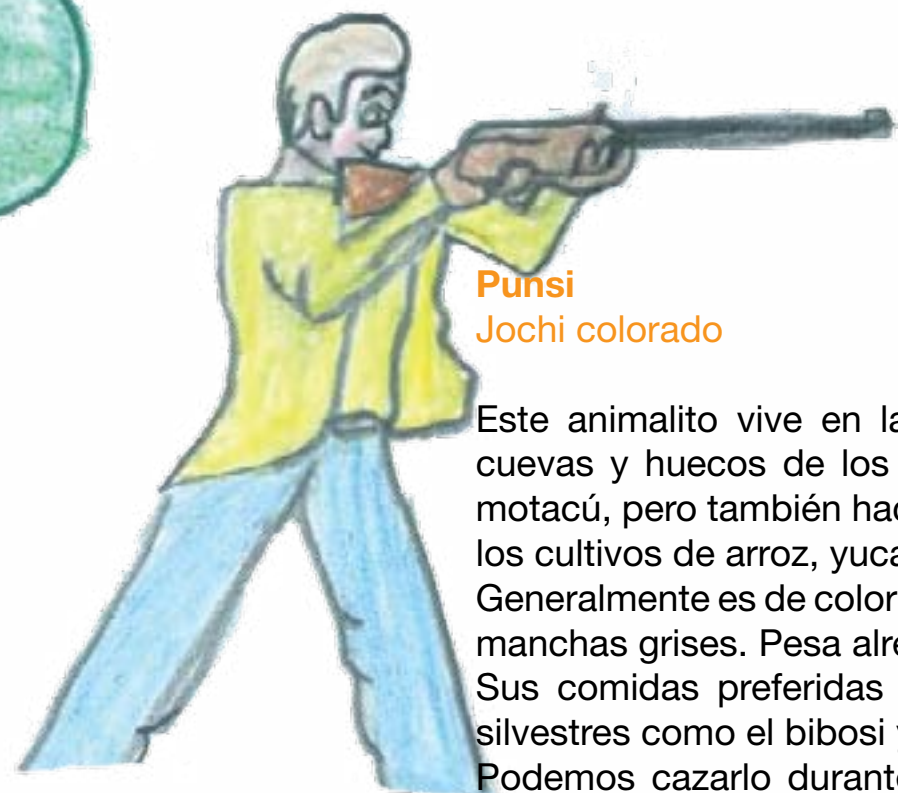 Punsi
Jochi colorado
Este animalito vive en la
cuevas y huecos de los
motacú, pero también hac
los cultivos de arroz, yuca
Generalmente es de color
manchas grises. Pesa alre
Sus comidas preferidas
silvestres como el bibosi y
Podemos cazarlo durante